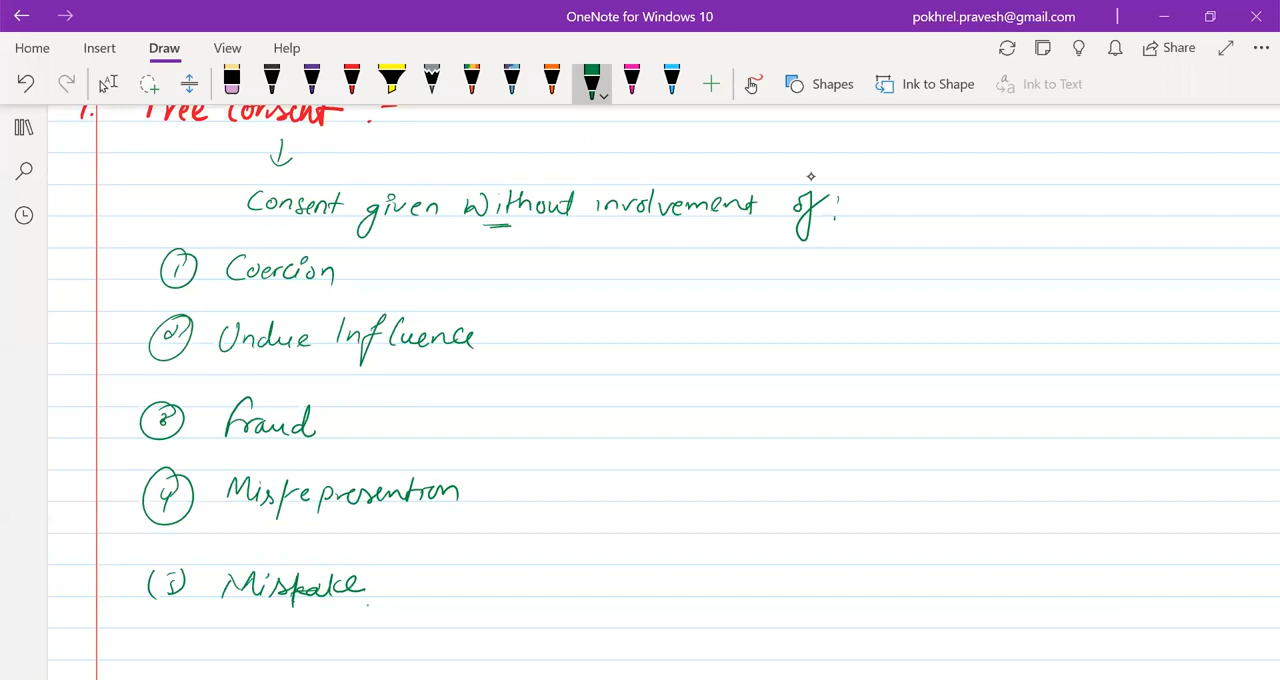 OneNote for Windows 10
pokhrel.pravesh@gmail.com
Home Insert Draw View Help
Share
Shapes Ink to Shape Ink to Text
1. Free Consent :-
Consent given Without involvement of :
① Coercion
② Undue Influence
③ fraud
④ Misrepresention
(5) Mistake